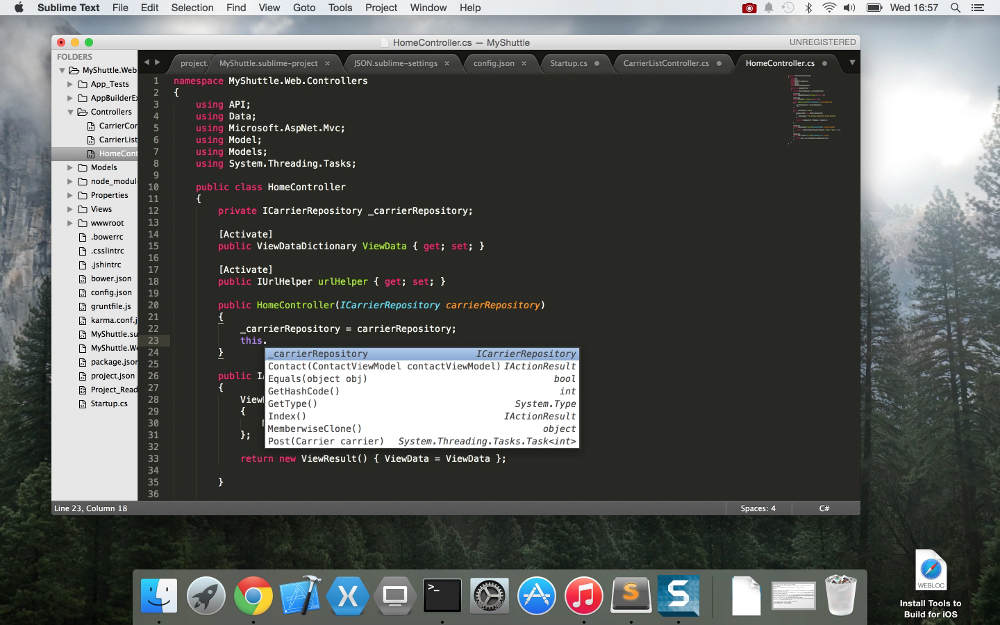 Sublime Text File Edit Selection Find View Goto Tools Project Window Help Wed 16:57
HomeController.cs — MyShuttle UNREGISTERED
FOLDERS
MyShuttle.Web
App_Tests
AppBuilderEx
Controllers
CarrierCor
CarrierList
HomeCont
Models
node_modul
Properties
Views
wwwroot
.bowerrc
.csslintrc
.jshintrc
bower.json
config.json
gruntfile.js
karma.conf.j
MyShuttle.su
MyShuttle.We
package.json
project.json
Project_Read
Startup.cs
project.j MyShuttle.sublime-project × JSON.sublime-settings × config.json × Startup.cs CarrierListController.cs HomeController.cs
1 namespace MyShuttle.Web.Controllers
2 {
3 using API;
4 using Data;
5 using Microsoft.AspNet.Mvc;
6 using Model;
7 using Models;
8 using System.Threading.Tasks;
9
10 public class HomeController
11 {
12 private ICarrierRepository _carrierRepository;
13
14 [Activate]
15 public ViewDataDictionary ViewData { get; set; }
16
17 [Activate]
18 public IUrlHelper urlHelper { get; set; }
19
20 public HomeController(ICarrierRepository carrierRepository)
21 {
22 _carrierRepository = carrierRepository;
23 this.
24 }
25
26 public IA
27 {
28 View
29 {
30
31 };
32
33 return new ViewResult() { ViewData = ViewData };
34
35 }
36
_carrierRepository ICarrierRepository
Contact(ContactViewModel contactViewModel) IActionResult
Equals(object obj) bool
GetHashCode() int
GetType() System.Type
Index() IActionResult
MemberwiseClone() object
Post(Carrier carrier) System.Threading.Tasks.Task<int>
Line 23, Column 18 Spaces: 4 C#
WEBLOC
Install Tools to
Build for iOS